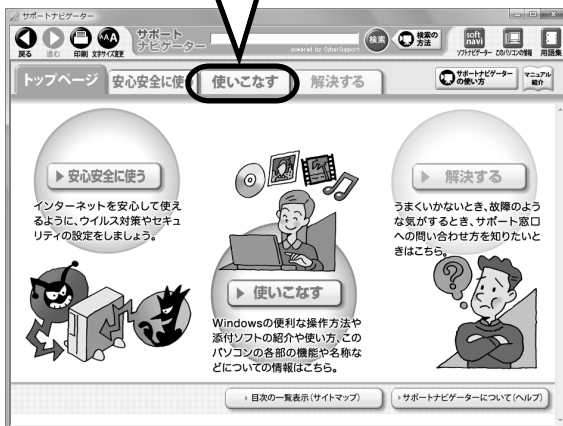 サポートナビゲーター
戻る 進む 印刷 文字サイズ変更 サポートナビゲーター powered by CyberSupport 検索 検索の方法 soft navi ソフトナビゲーター このパソコンの情報 用語集
トップページ 安心安全に使 使いこなす 解決する サポートナビゲーターの使い方 マニュアル紹介
安心安全に使う
インターネットを安心して使え
るように、ウイルス対策やセキュ
リティの設定をしましょう。
使いこなす
Windowsの便利な操作方法や
添付ソフトの紹介や使い方、この
パソコンの各部の機能や名称な
どについての情報はこちら。
解決する
うまくいかないとき、故障のよう
な気がするとき、サポート窓口
への問い合わせ方を知りたいと
きはこちら。
目次の一覧表示(サイトマップ) サポートナビゲーターについて(ヘルプ)